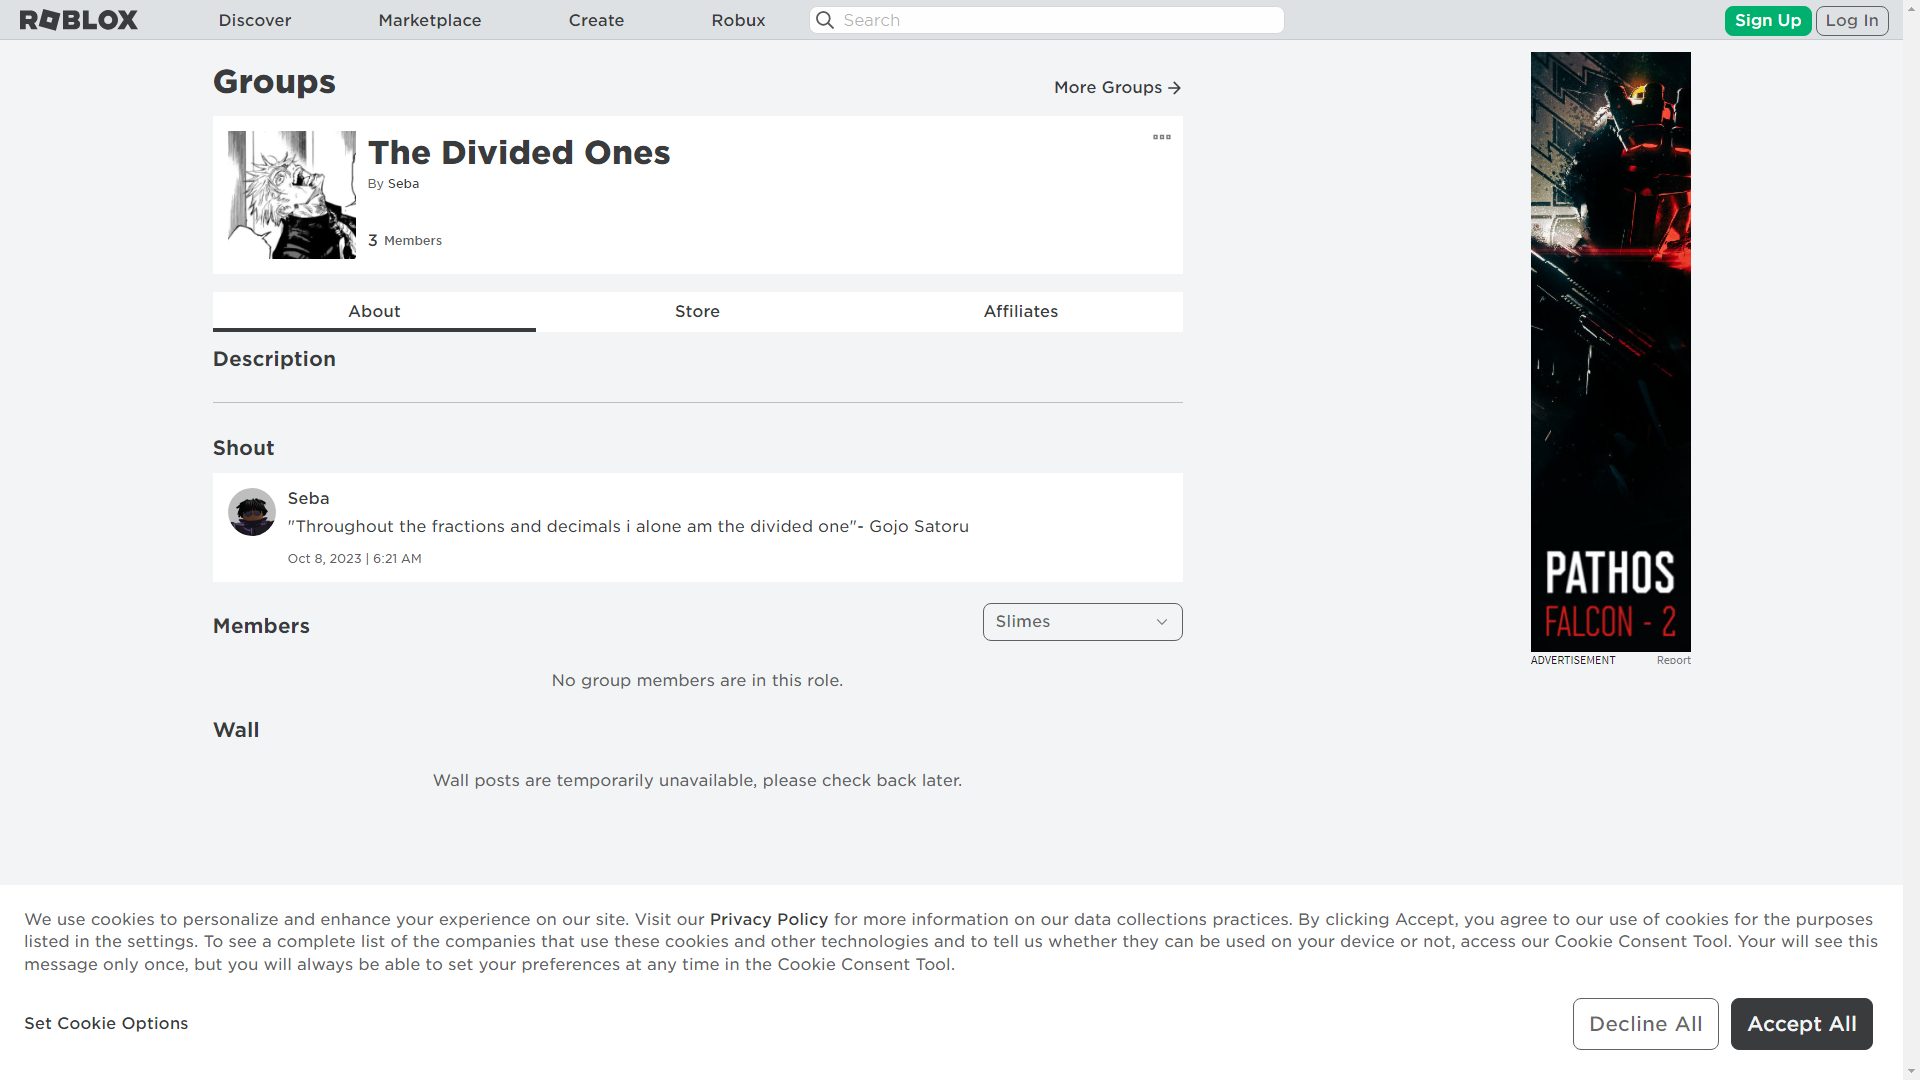 ROBLOX
Discover
Marketplace
Create
Robux
Search
Sign Up
Log In
Groups
More Groups
The Divided Ones
By Seba
3 Members
About
Store
Affiliates
Description
Shout
Seba
"Throughout the fractions and decimals i alone am the divided one"- Gojo Satoru
Oct 8, 2023 | 6:21 AM
Members
Slimes
No group members are in this role.
Wall
Wall posts are temporarily unavailable, please check back later.
PATHOS
FALCON - 2
ADVERTISEMENT
Report
We use cookies to personalize and enhance your experience on our site. Visit our Privacy Policy for more information on our data collections practices. By clicking Accept, you agree to our use of cookies for the purposes
listed in the settings. To see a complete list of the companies that use these cookies and other technologies and to tell us whether they can be used on your device or not, access our Cookie Consent Tool. Your will see this
message only once, but you will always be able to set your preferences at any time in the Cookie Consent Tool.
Set Cookie Options
Decline All
Accept All